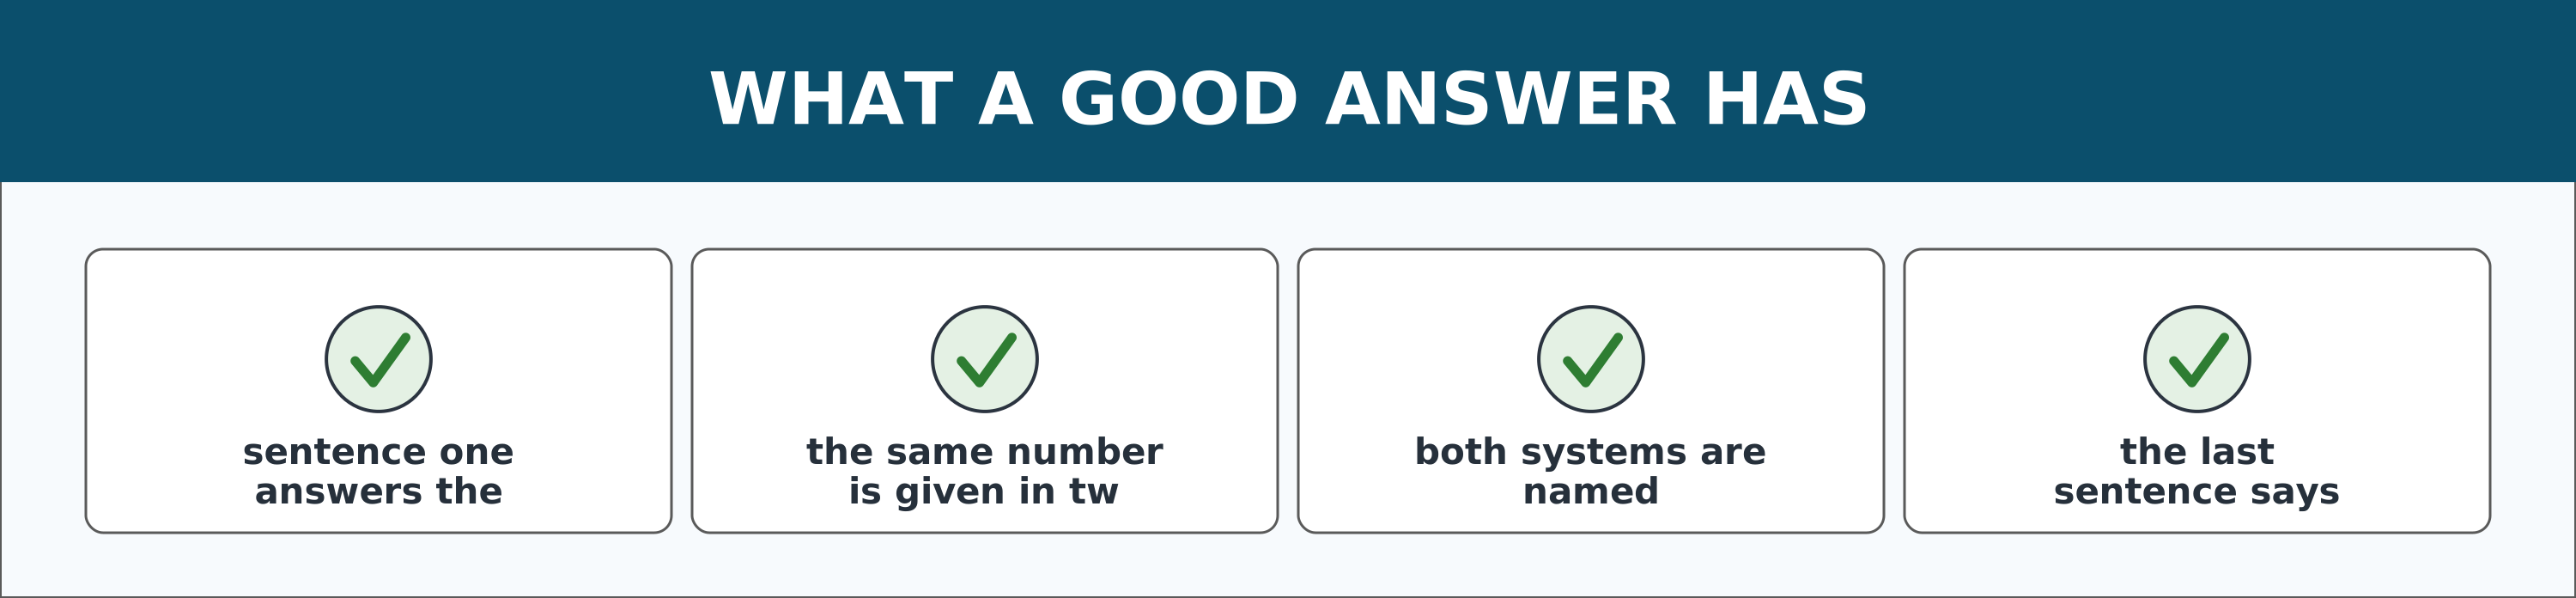 WHAT A GOOD ANSWER HAS
sentence one
answers the
the same number
is given in tw
both systems are
named
the last
sentence says